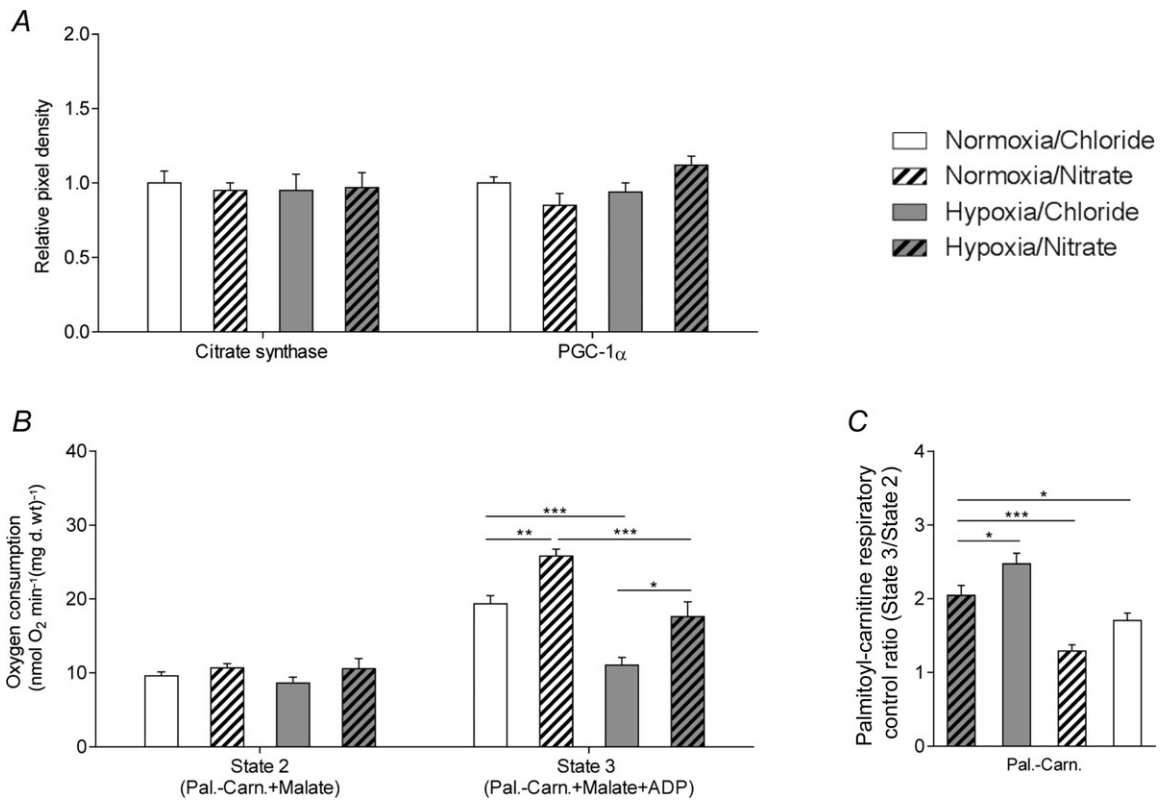 A
2.0
1.5
1.0
0.5
0.0
Relative pixel density
Citrate synthase
PGC-1α
Normoxia/Chloride
Normoxia/Nitrate
Hypoxia/Chloride
Hypoxia/Nitrate
B
40
30
20
10
0
Oxygen consumption
(nmol O₂ min⁻¹(mg d. wt)⁻¹)
***
**
***
*
State 2
(Pal.-Carn.+Malate)
State 3
(Pal.-Carn.+Malate+ADP)
C
4
3
2
1
0
Palmitoyl-carnitine respiratory
control ratio (State 3/State 2)
*
***
*
Pal.-Carn.